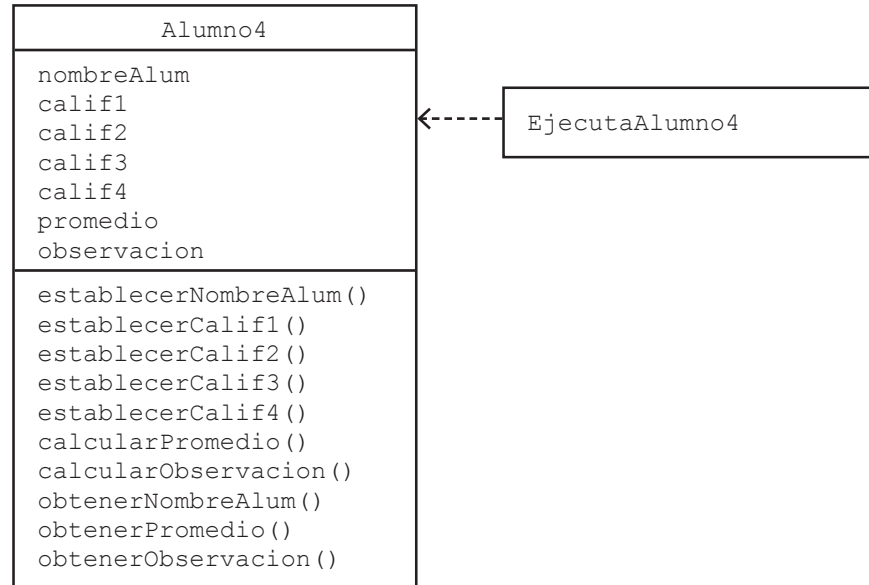 Alumno4
nombreAlum
calif1
calif2
calif3
calif4
promedio
observacion
establecerNombreAlum()
establecerCalif1()
establecerCalif2()
establecerCalif3()
establecerCalif4()
calcularPromedio()
calcularObservacion()
obtenerNombreAlum()
obtenerPromedio()
obtenerObservacion()
EjecutaAlumno4